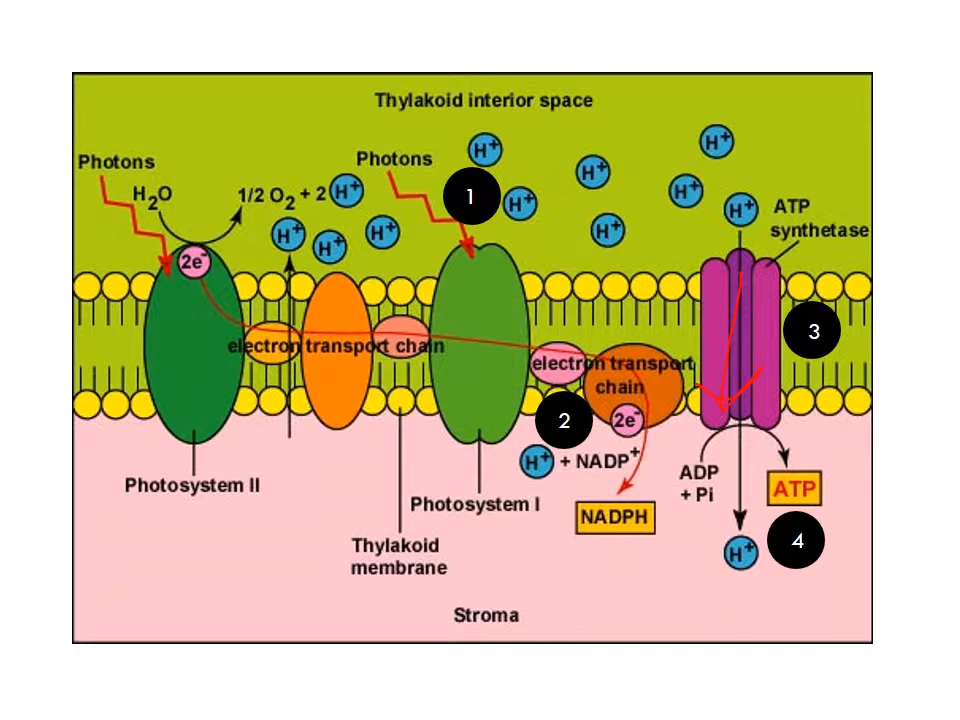 Thylakoid interior space
Photons
H₂O
1/2 O₂ + 2 H⁺
Photons
H⁺
1
H⁺
H⁺
H⁺
H⁺
H⁺
H⁺
H⁺
H⁺
H⁺
H⁺
ATP
synthetase
2e⁻
3
electron transport chain
electron transport
chain
2
2e⁻
H⁺ + NADP⁺
ADP
+ Pi
ATP
Photosystem II
Photosystem I
NADPH
4
H⁺
Thylakoid
membrane
Stroma